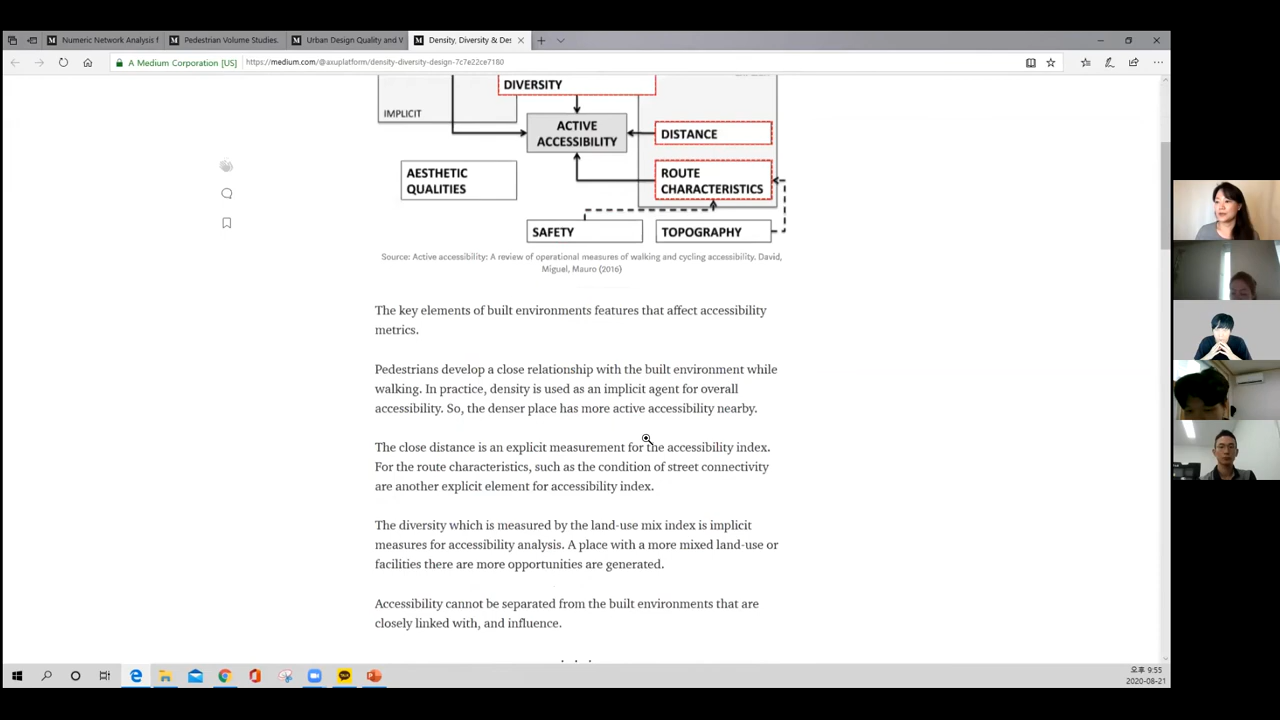 Numeric Network Analysis f
Pedestrian Volume Studies.
Urban Design Quality and V
Density, Diversity & Des
A Medium Corporation [US]
https://medium.com/@axuplatform/density-diversity-design-7c7e22ce7180
DIVERSITY
IMPLICIT
ACTIVE
ACCESSIBILITY
DISTANCE
AESTHETIC
QUALITIES
ROUTE
CHARACTERISTICS
SAFETY
TOPOGRAPHY
Source: Active accessibility: A review of operational measures of walking and cycling accessibility. David,
Miguel, Mauro (2016)
The key elements of built environments features that affect accessibility
metrics.
Pedestrians develop a close relationship with the built environment while
walking. In practice, density is used as an implicit agent for overall
accessibility. So, the denser place has more active accessibility nearby.
The close distance is an explicit measurement for the accessibility index.
For the route characteristics, such as the condition of street connectivity
are another explicit element for accessibility index.
The diversity which is measured by the land-use mix index is implicit
measures for accessibility analysis. A place with a more mixed land-use or
facilities there are more opportunities are generated.
Accessibility cannot be separated from the built environments that are
closely linked with, and influence.
오후 9:55
2020-08-21